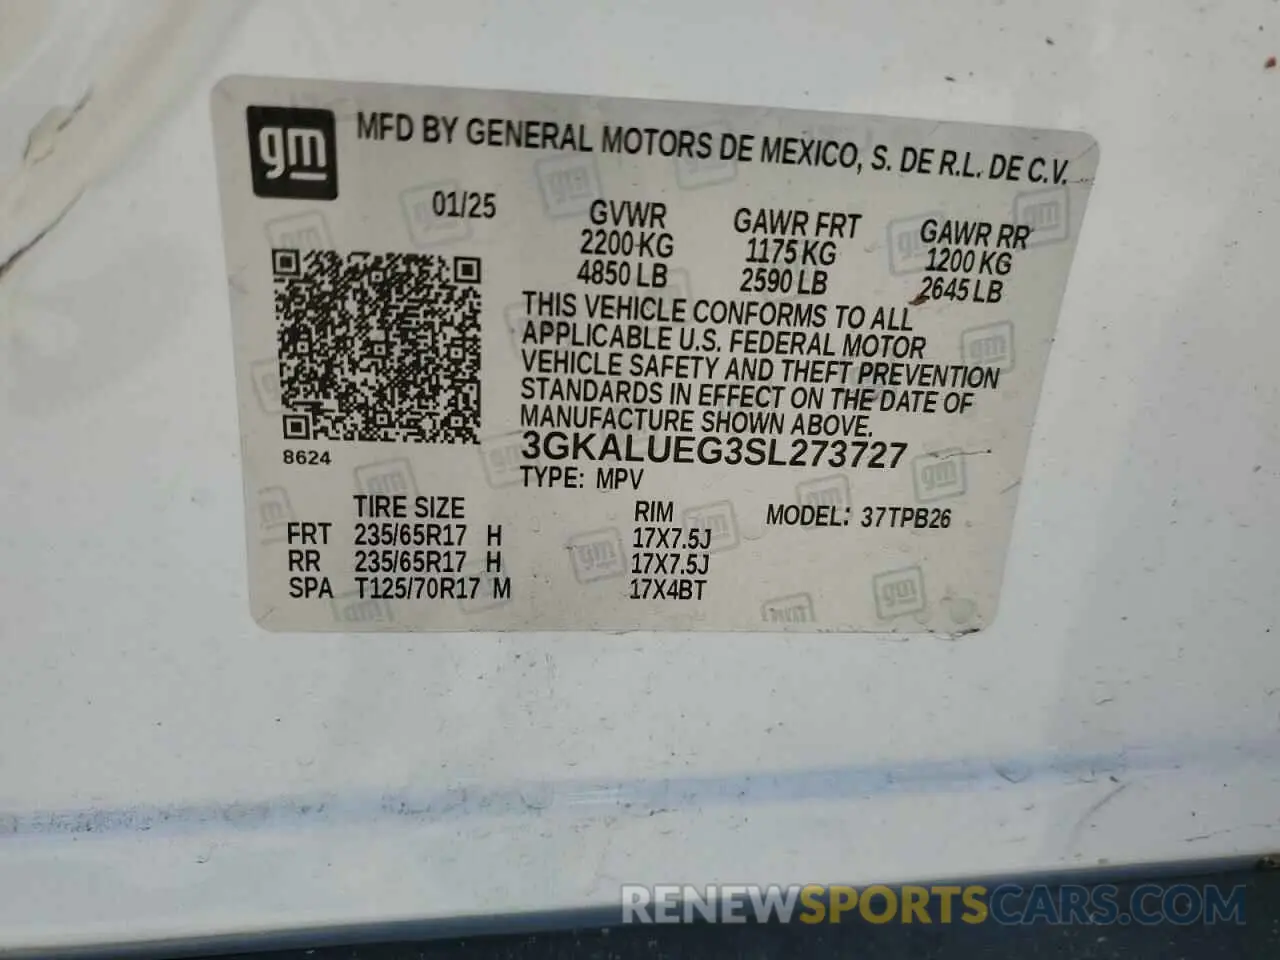 gm MFD BY GENERAL MOTORS DE MEXICO, S. DE R.L. DE C.V.
01/25
GVWR GAWR FRT GAWR RR
2200 KG 1175 KG 1200 KG
4850 LB 2590 LB 2645 LB
THIS VEHICLE CONFORMS TO ALL
APPLICABLE U.S. FEDERAL MOTOR
VEHICLE SAFETY AND THEFT PREVENTION
STANDARDS IN EFFECT ON THE DATE OF
MANUFACTURE SHOWN ABOVE.
3GKALUEG3SL273727
8624
TYPE: MPV
TIRE SIZE RIM MODEL: 37TPB26
FRT 235/65R17 H 17X7.5J
RR 235/65R17 H 17X7.5J
SPA T125/70R17 M 17X4BT
RENEWSPORTSCARS.COM